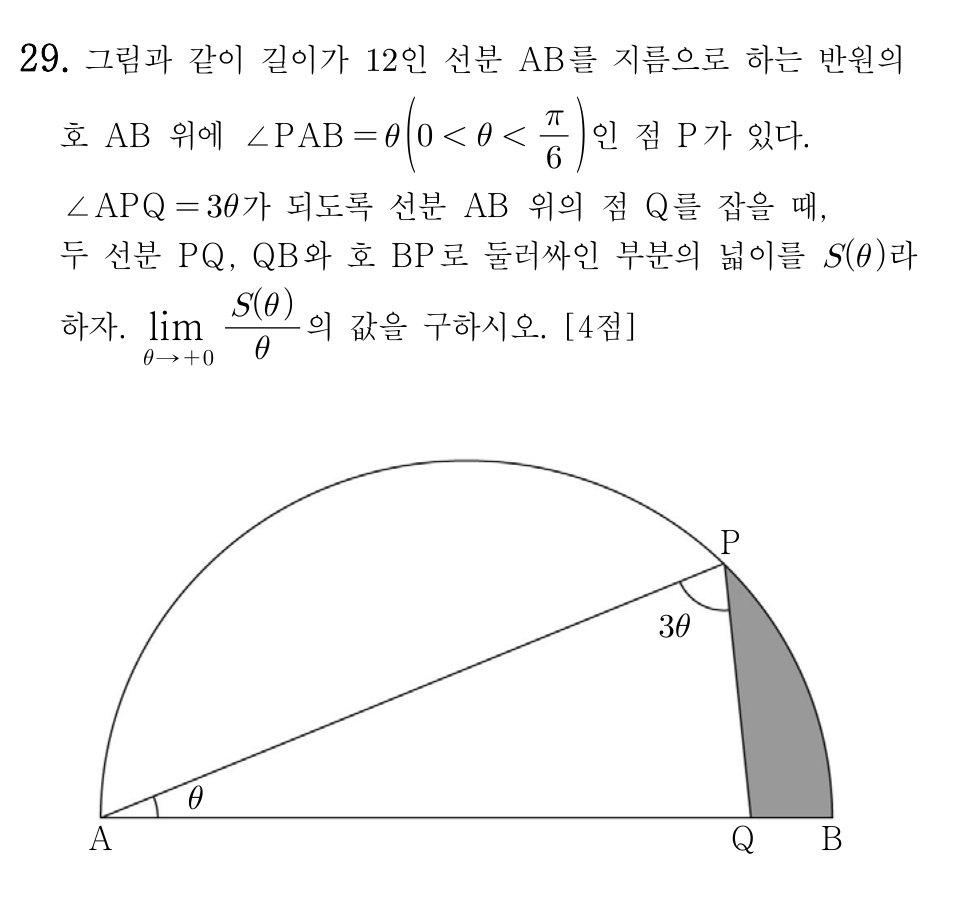 29. 그림과 같이 길이가 12인 선분 AB를 지름으로 하는 반원의
호 AB 위에 ∠PAB=θ(0<θ<π/6)인 점 P가 있다.
∠APQ=3θ가 되도록 선분 AB 위의 점 Q를 잡을 때,
두 선분 PQ, QB와 호 BP로 둘러싸인 부분의 넓이를 S(θ)라
하자. lim θ→+0 S(θ)/θ의 값을 구하시오. [4점]
P
3θ
θ
A Q B